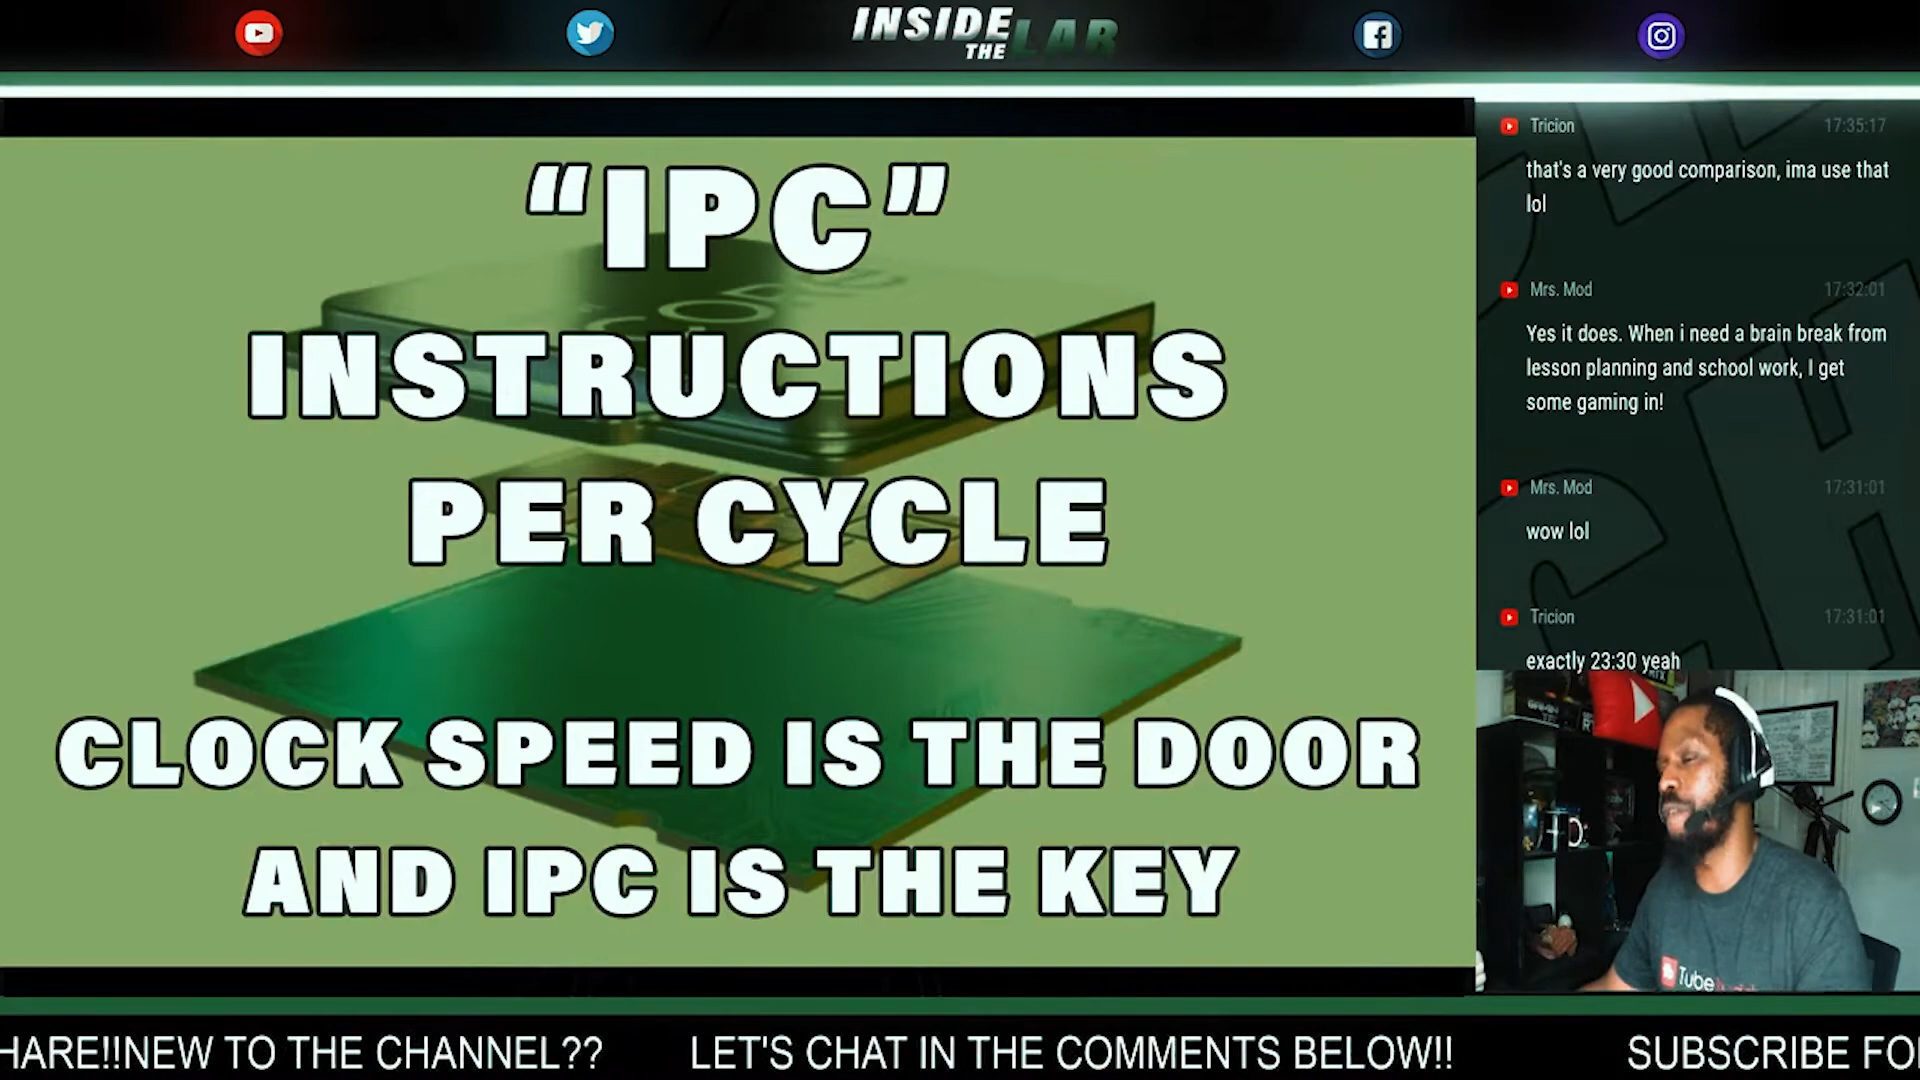 INSIDE
THE LAB
“IPC”
INSTRUCTIONS
PER CYCLE
CLOCK SPEED IS THE DOOR
AND IPC IS THE KEY
Tricion 17:35:17
that's a very good comparison, ima use that
lol
Mrs. Mod 17:32:01
Yes it does. When i need a brain break from
lesson planning and school work, I get
some gaming in!
Mrs. Mod 17:31:01
wow lol
Tricion 17:31:01
exactly 23:30 yeah
Tube
HARE!!NEW TO THE CHANNEL?? LET'S CHAT IN THE COMMENTS BELOW!! SUBSCRIBE FO